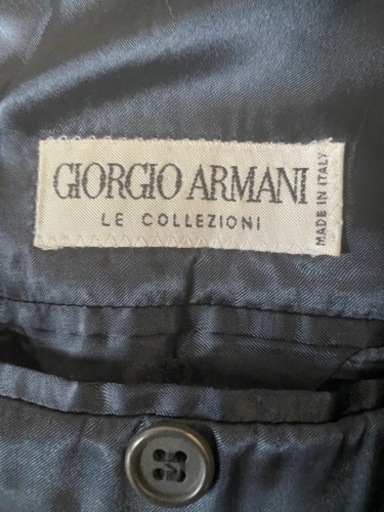 GIORGIO ARMANI
LE COLLEZIONI
MADE IN ITALY